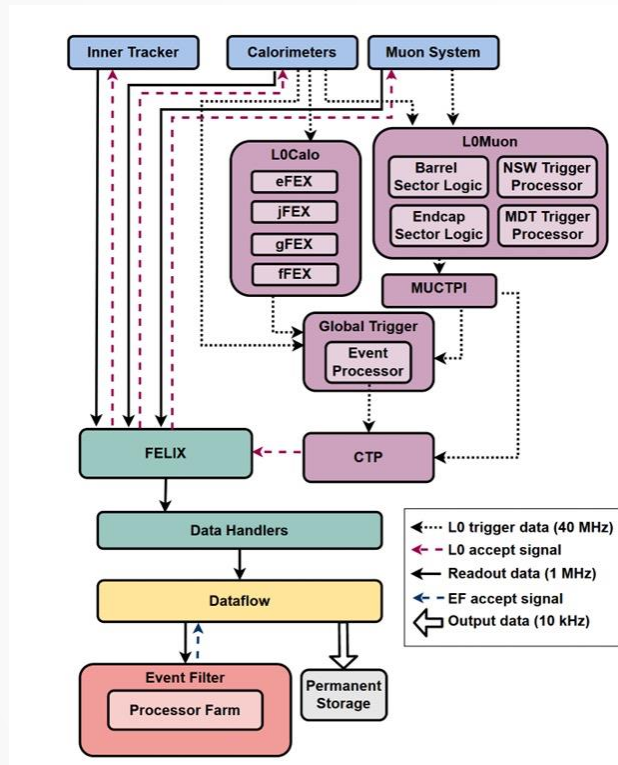 Inner Tracker
Calorimeters
Muon System
L0Calo
eFEX
jFEX
gFEX
fFEX
L0Muon
Barrel
Sector Logic
NSW Trigger
Processor
Endcap
Sector Logic
MDT Trigger
Processor
MUCTPI
Global Trigger
Event
Processor
FELIX
CTP
Data Handlers
Dataflow
Event Filter
Processor Farm
Permanent
Storage
L0 trigger data (40 MHz)
L0 accept signal
Readout data (1 MHz)
EF accept signal
Output data (10 kHz)